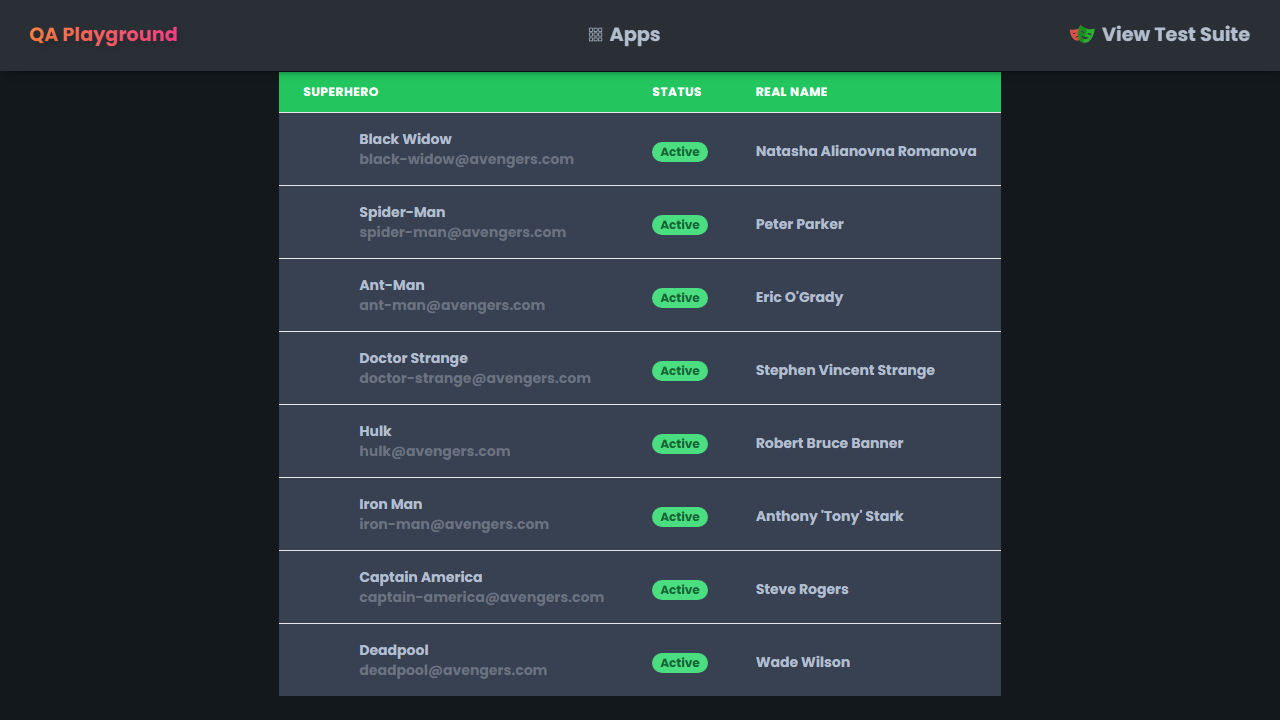 QA Playground
Apps
View Test Suite
SUPERHERO STATUS REAL NAME
Black Widow
black-widow@avengers.com
Active
Natasha Alianovna Romanova
Spider-Man
spider-man@avengers.com
Active
Peter Parker
Ant-Man
ant-man@avengers.com
Active
Eric O'Grady
Doctor Strange
doctor-strange@avengers.com
Active
Stephen Vincent Strange
Hulk
hulk@avengers.com
Active
Robert Bruce Banner
Iron Man
iron-man@avengers.com
Active
Anthony 'Tony' Stark
Captain America
captain-america@avengers.com
Active
Steve Rogers
Deadpool
deadpool@avengers.com
Active
Wade Wilson